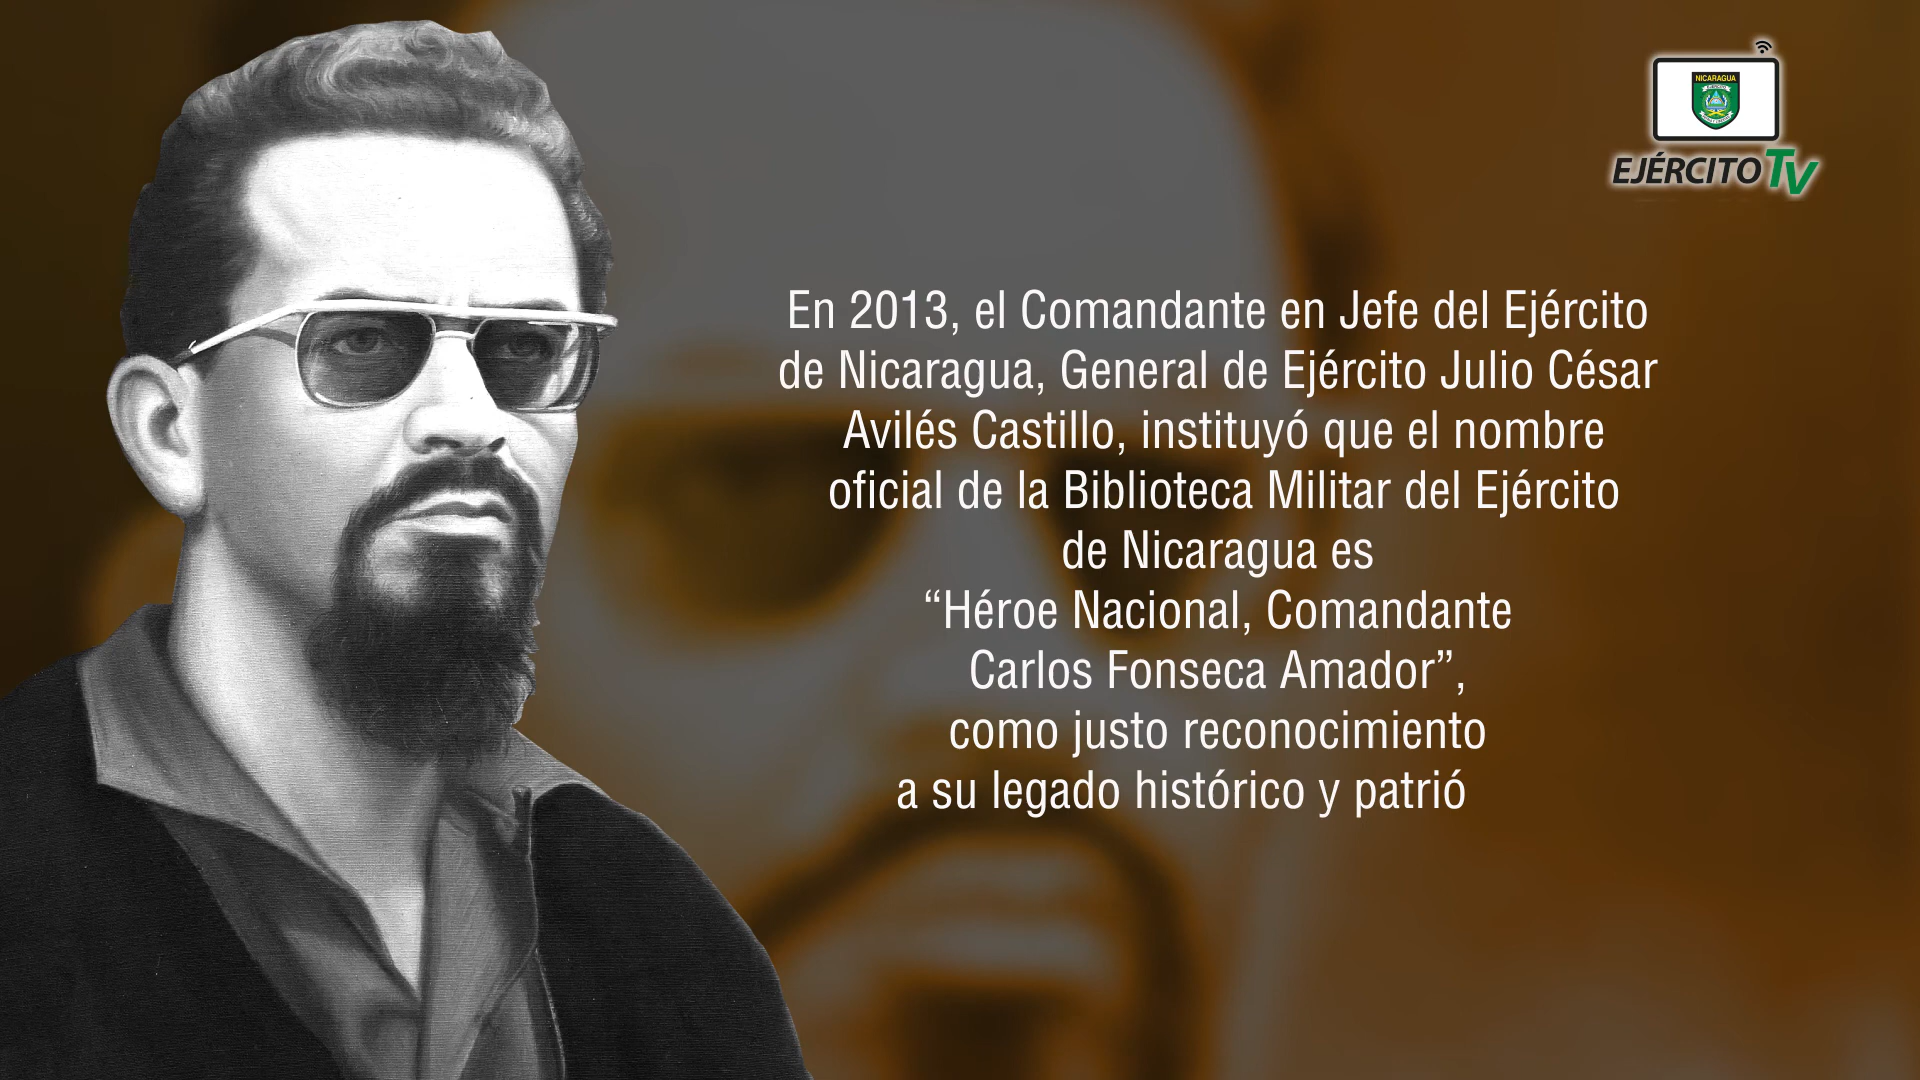 NICARAGUA
EJÉRCITO TV
En 2013, el Comandante en Jefe del Ejército
de Nicaragua, General de Ejército Julio César
Avilés Castillo, instituyó que el nombre
oficial de la Biblioteca Militar del Ejército
de Nicaragua es
“Héroe Nacional, Comandante
Carlos Fonseca Amador”,
como justo reconocimiento
a su legado histórico y patrió